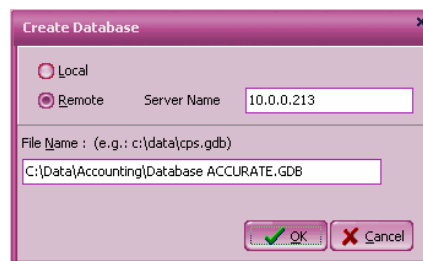 Create Database
Local
Remote Server Name 10.0.0.213
File Name : (e.g.: c:\data\cps.gdb)
C:\Data\Accounting\Database ACCURATE.GDB
OK Cancel